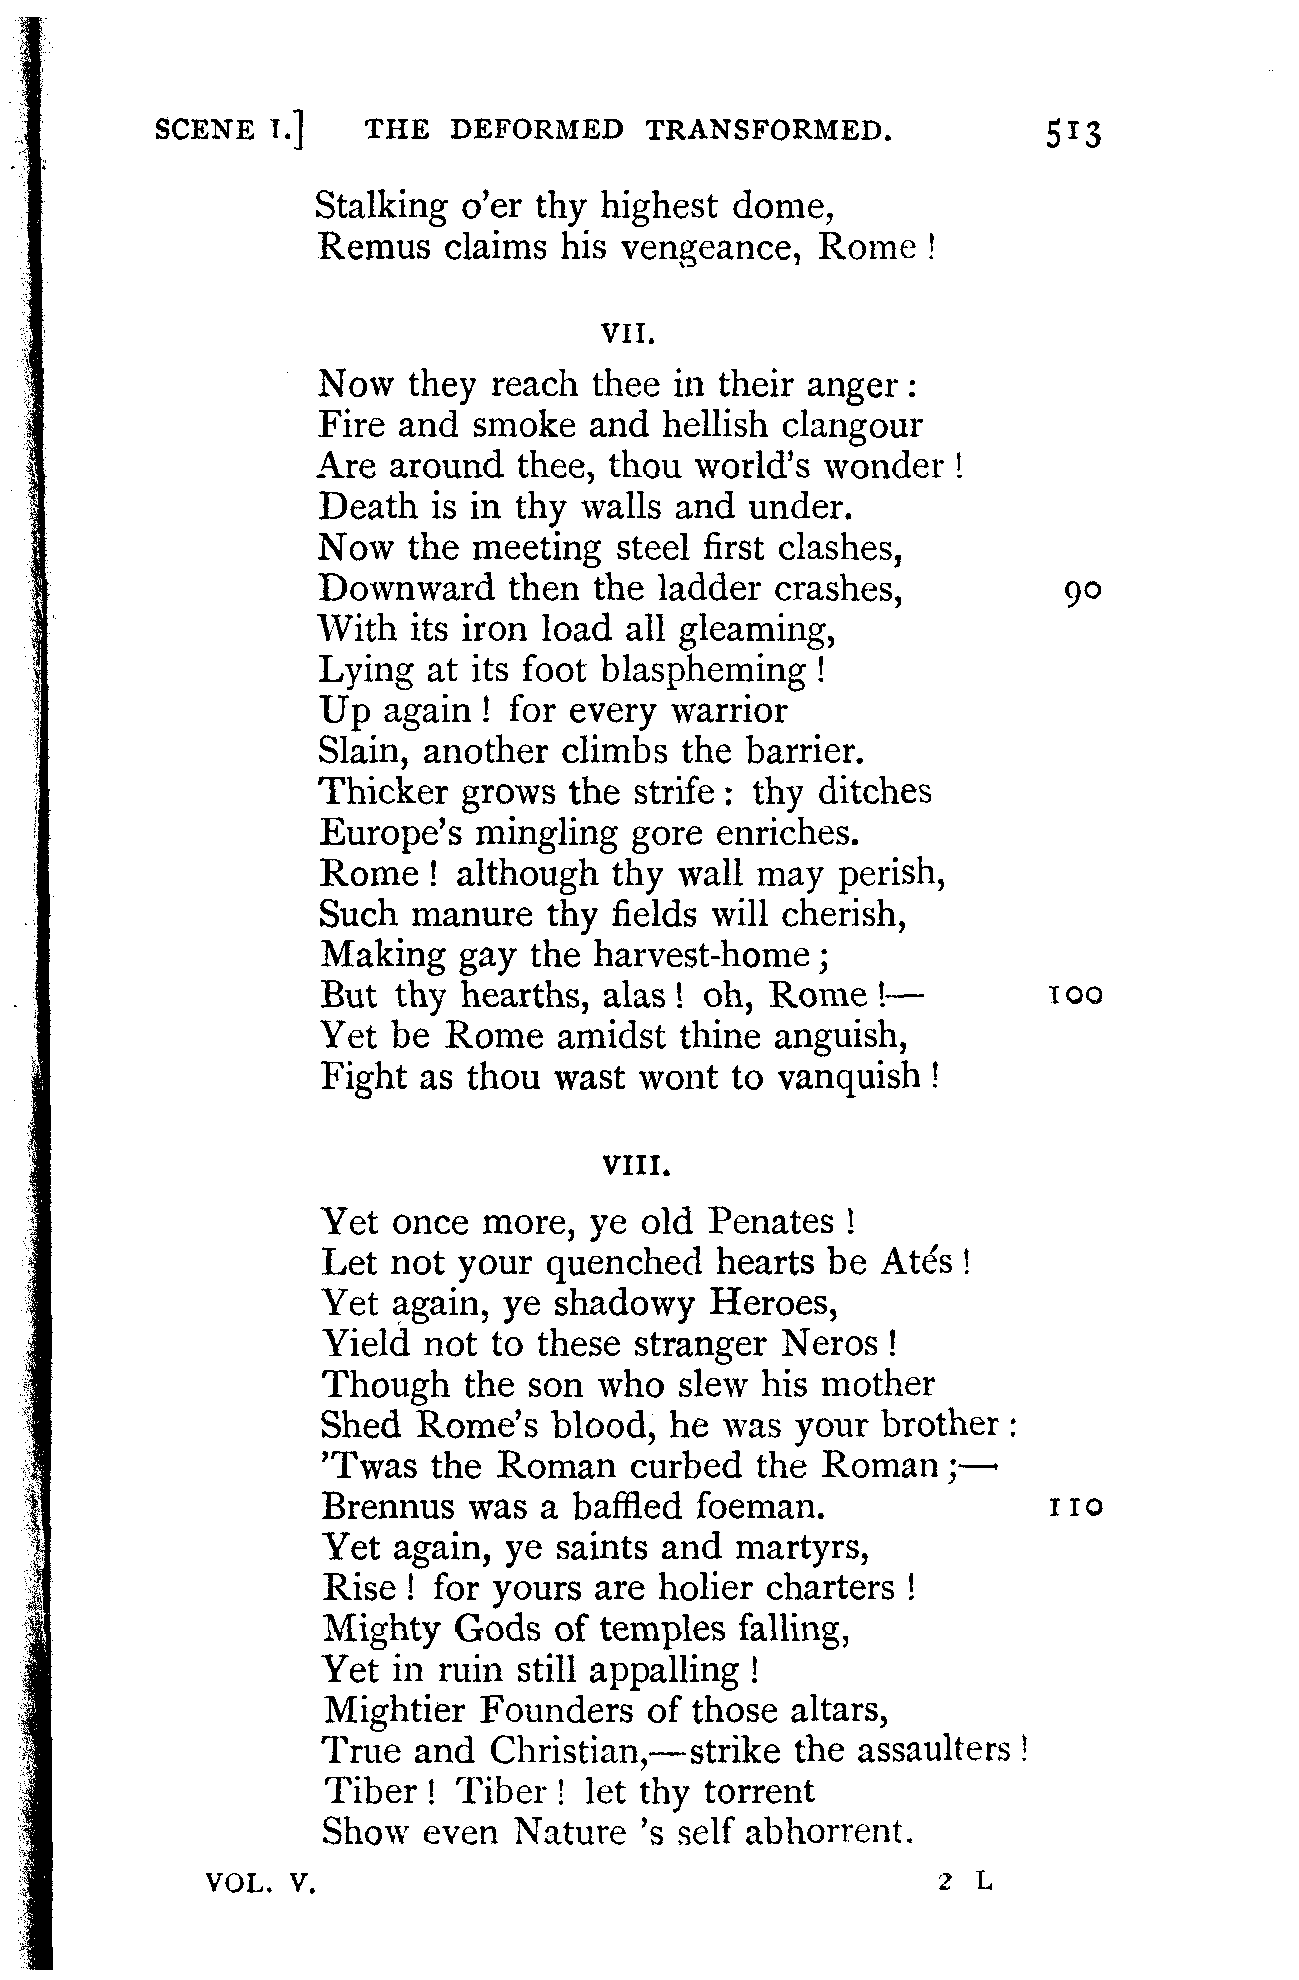 SCENE I.] THE DEFORMED TRANSFORMED. 513
Stalking o'er thy highest dome,
Remus claims his vengeance, Rome !
VII.
Now they reach thee in their anger :
Fire and smoke and hellish clangour
Are around thee, thou world's wonder !
Death is in thy walls and under.
Now the meeting steel first clashes,
Downward then the ladder crashes, 90
With its iron load all gleaming,
Lying at its foot blaspheming !
Up again ! for every warrior
Slain, another climbs the barrier.
Thicker grows the strife : thy ditches
Europe's mingling gore enriches.
Rome ! although thy wall may perish,
Such manure thy fields will cherish,
Making gay the harvest-home ;
But thy hearths, alas ! oh, Rome !— 100
Yet be Rome amidst thine anguish,
Fight as thou wast wont to vanquish !
VIII.
Yet once more, ye old Penates !
Let not your quenched hearts be Atés !
Yet again, ye shadowy Heroes,
Yield not to these stranger Neros !
Though the son who slew his mother
Shed Rome's blood, he was your brother :
'Twas the Roman curbed the Roman ;—
Brennus was a baffled foeman. 110
Yet again, ye saints and martyrs,
Rise ! for yours are holier charters !
Mighty Gods of temples falling,
Yet in ruin still appalling !
Mightier Founders of those altars,
True and Christian,—strike the assaulters !
Tiber ! Tiber ! let thy torrent
Show even Nature 's self abhorrent.
VOL. V. 2 L